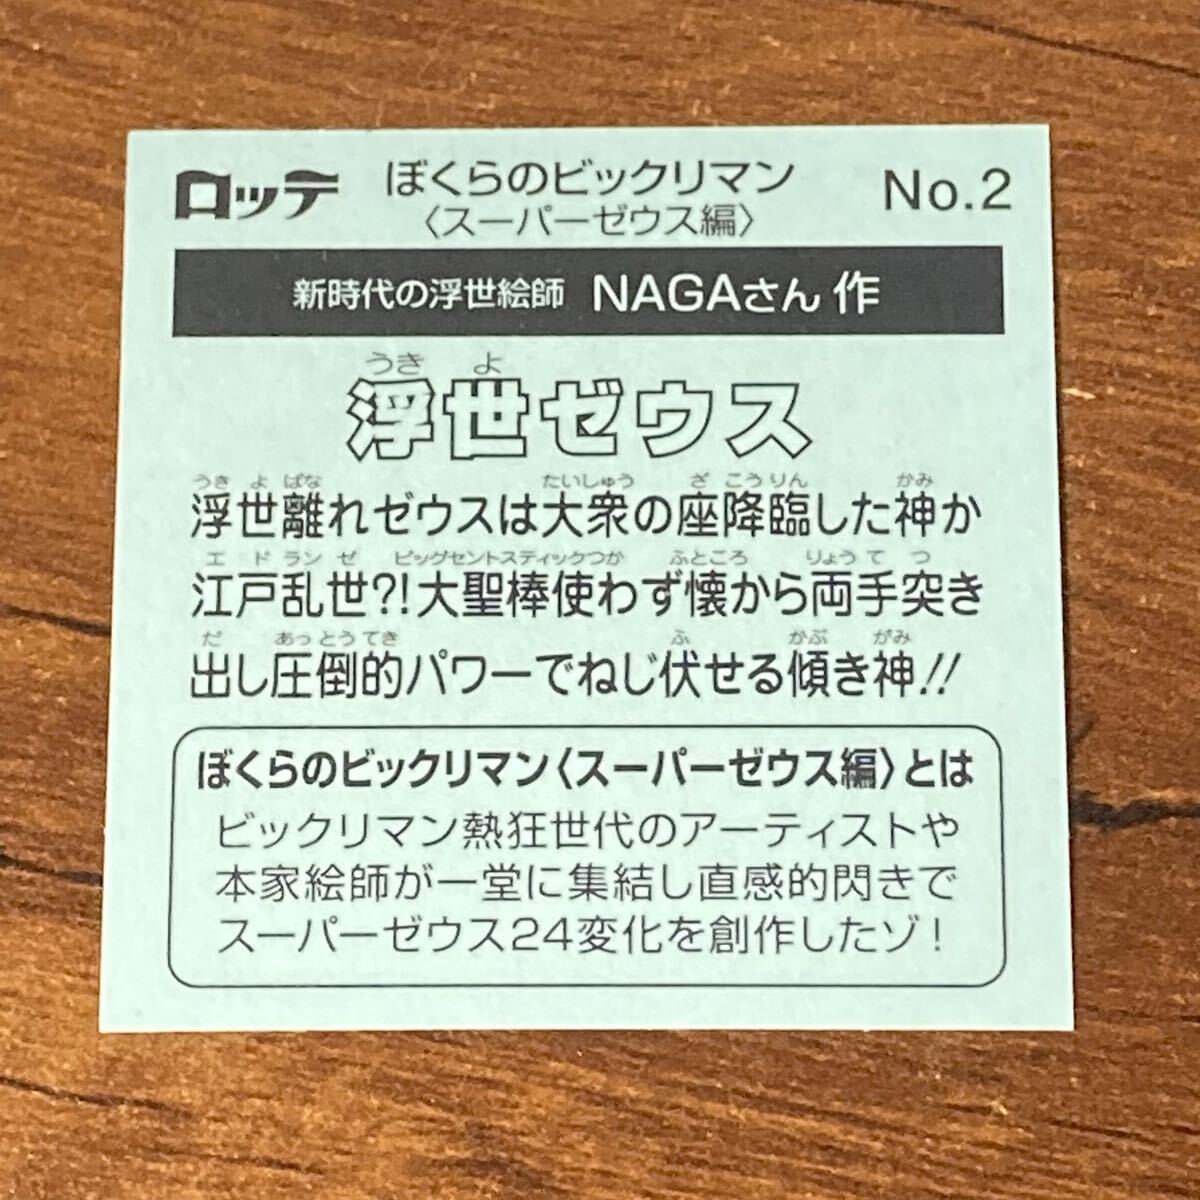 ロッテ ぼくらのビックリマン No.2
〈スーパーゼウス編〉
新時代の浮世絵師 NAGAさん 作
うき よ
浮世ゼウス
うき よ ばな たいしゅう ざ こうりん かみ
浮世離れゼウスは大衆の座降臨した神か
エ ド ラン ゼ ビッグセントスティックつか ふところ りょう て つ
江戸乱世?!大聖棒使わず懐から両手突き
だ あっとうてき ふ かぶ がみ
出し圧倒的パワーでねじ伏せる傾き神!!
ぼくらのビックリマン〈スーパーゼウス編〉とは
ビックリマン熱狂世代のアーティストや
本家絵師が一堂に集結し直感的閃きで
スーパーゼウス24変化を創作したゾ!